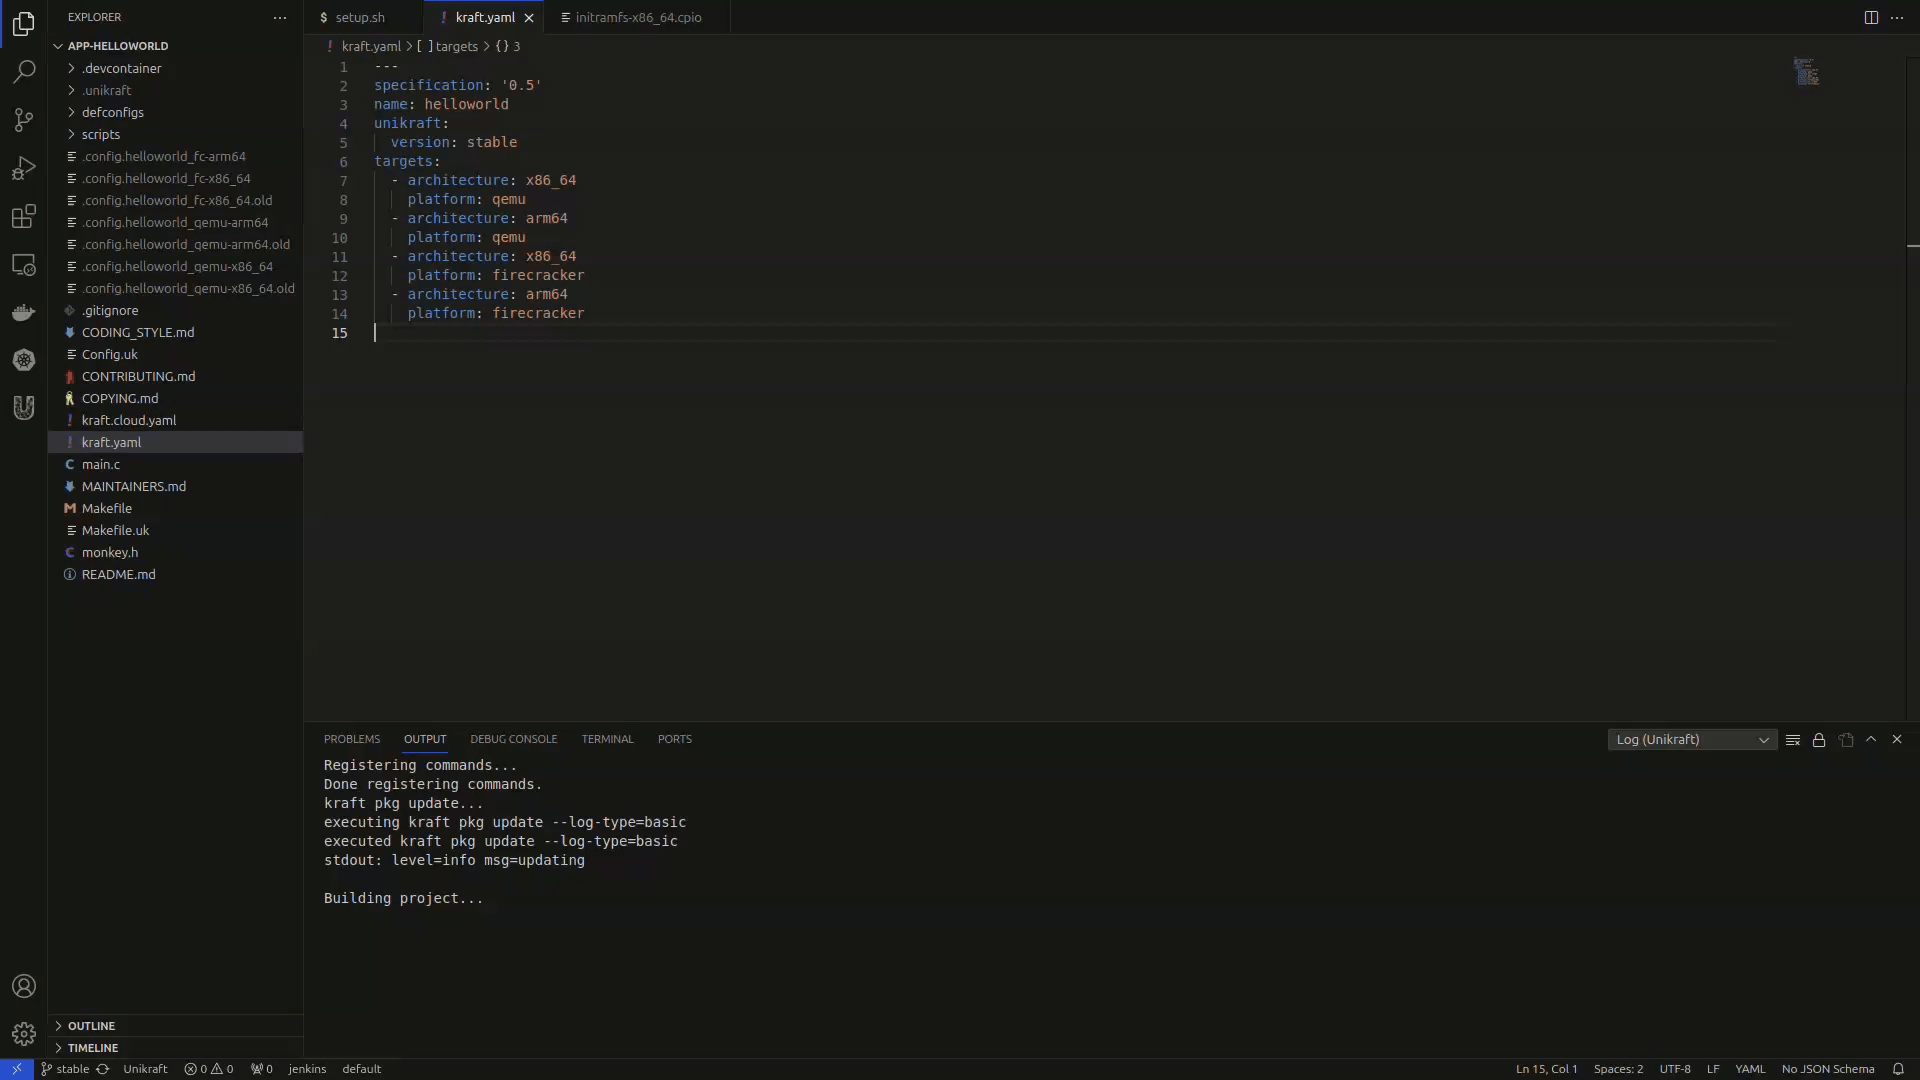 EXPLORER
APP-HELLOWORLD
.devcontainer
.unikraft
defconfigs
scripts
.config.helloworld_fc-arm64
.config.helloworld_fc-x86_64
.config.helloworld_fc-x86_64.old
.config.helloworld_qemu-arm64
.config.helloworld_qemu-arm64.old
.config.helloworld_qemu-x86_64
.config.helloworld_qemu-x86_64.old
.gitignore
CODING_STYLE.md
Config.uk
CONTRIBUTING.md
COPYING.md
kraft.cloud.yaml
kraft.yaml
main.c
MAINTAINERS.md
Makefile
Makefile.uk
monkey.h
README.md
OUTLINE
TIMELINE
setup.sh kraft.yaml initramfs-x86_64.cpio
kraft.yaml > [ ] targets > {} 3
1 ---
2 specification: '0.5'
3 name: helloworld
4 unikraft:
5 version: stable
6 targets:
7 - architecture: x86_64
8 platform: qemu
9 - architecture: arm64
10 platform: qemu
11 - architecture: x86_64
12 platform: firecracker
13 - architecture: arm64
14 platform: firecracker
15
PROBLEMS OUTPUT DEBUG CONSOLE TERMINAL PORTS Log (Unikraft)
Registering commands...
Done registering commands.
kraft pkg update...
executing kraft pkg update --log-type=basic
executed kraft pkg update --log-type=basic
stdout: level=info msg=updating
Building project...
stable Unikraft 0 0 0 jenkins default Ln 15, Col 1 Spaces: 2 UTF-8 LF YAML No JSON Schema